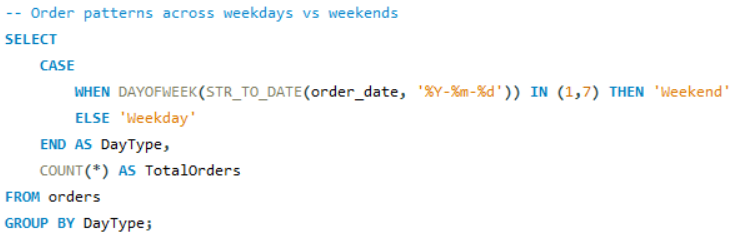 -- Order patterns across weekdays vs weekends
SELECT
    CASE
        WHEN DAYOFWEEK(STR_TO_DATE(order_date, '%Y-%m-%d')) IN (1,7) THEN 'Weekend'
        ELSE 'Weekday'
    END AS DayType,
    COUNT(*) AS TotalOrders
FROM orders
GROUP BY DayType;